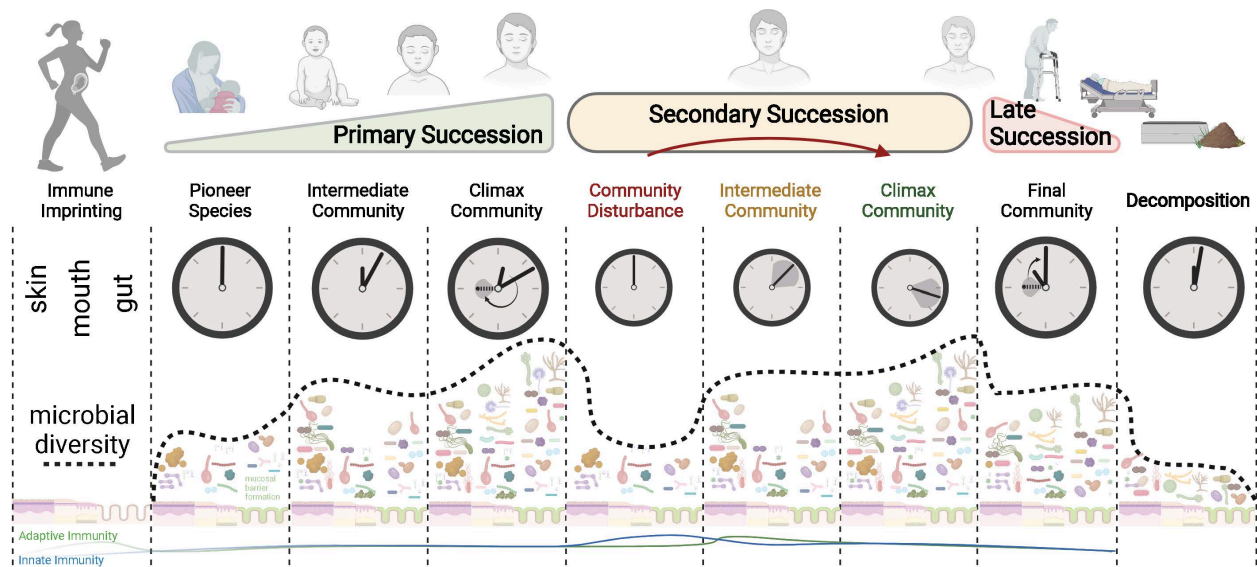 Primary Succession
Secondary Succession
Late
Succession
Immune
Imprinting
Pioneer
Species
Intermediate
Community
Climax
Community
Community
Disturbance
Intermediate
Community
Climax
Community
Final
Community
Decomposition
skin
mouth
gut
microbial
diversity
mucosal
barrier
formation
Adaptive Immunity
Innate Immunity